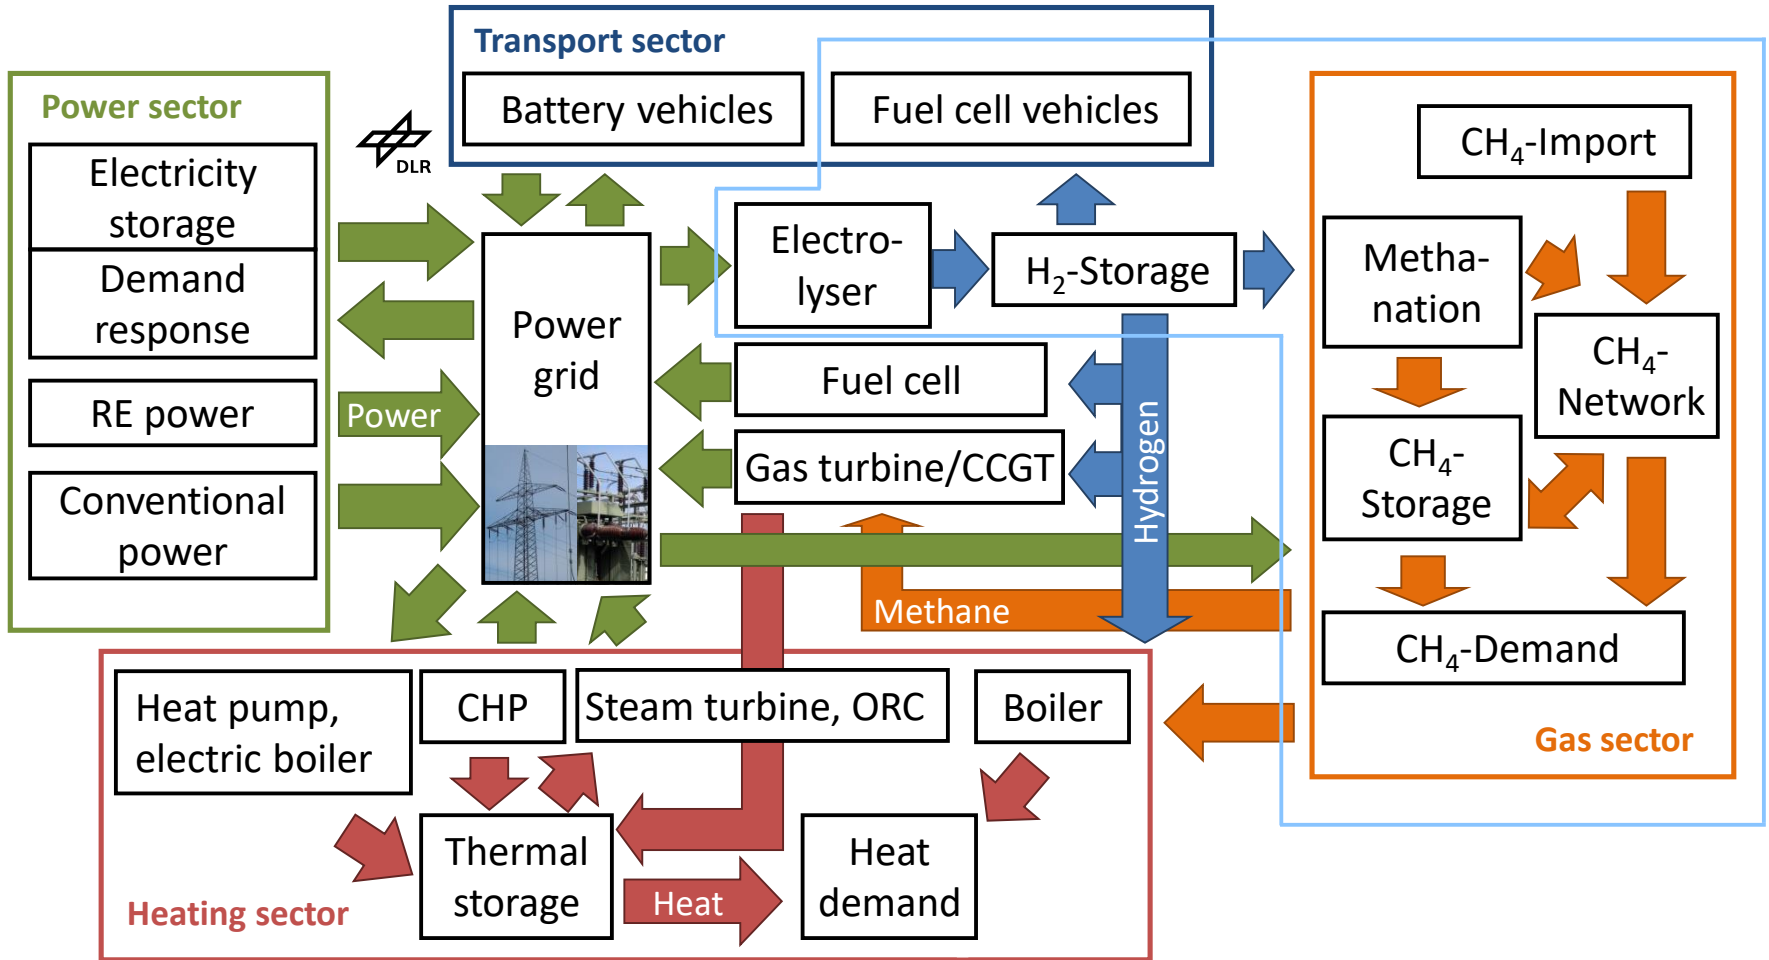 Transport sector
Power sector
Battery vehicles
Fuel cell vehicles
DLR
CH₄-Import
Electricity
storage
Demand
response
RE power
Conventional
power
Power
Power
grid
Electro-
lyser
H₂-Storage
Fuel cell
Gas turbine/CCGT
Hydrogen
Methane
Metha-
nation
CH₄-
Network
CH₄-
Storage
CH₄-Demand
Gas sector
Heat pump,
electric boiler
CHP
Steam turbine, ORC
Boiler
Thermal
storage
Heat
Heat
demand
Heating sector